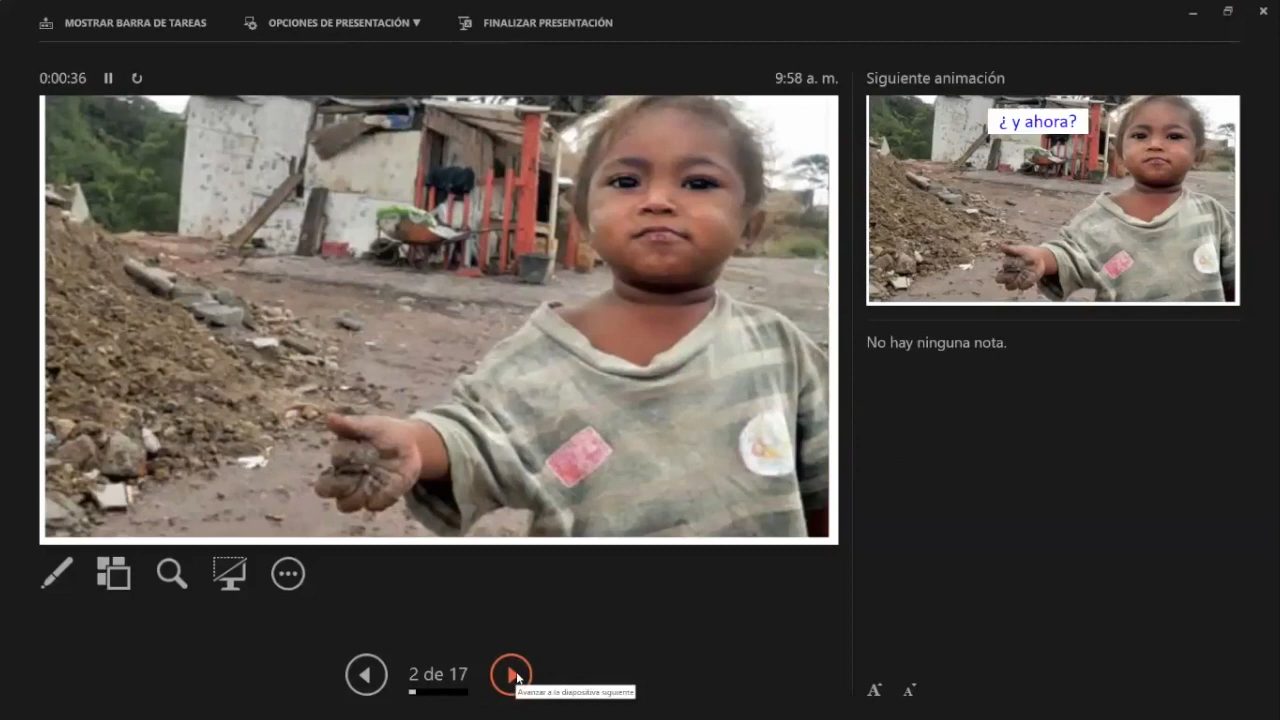 MOSTRAR BARRA DE TAREAS
OPCIONES DE PRESENTACIÓN ▼
FINALIZAR PRESENTACIÓN
0:00:36
9:58 a. m.
Siguiente animación
¿ y ahora?
No hay ninguna nota.
2 de 17
Avanzar a la diapositiva siguiente
A A